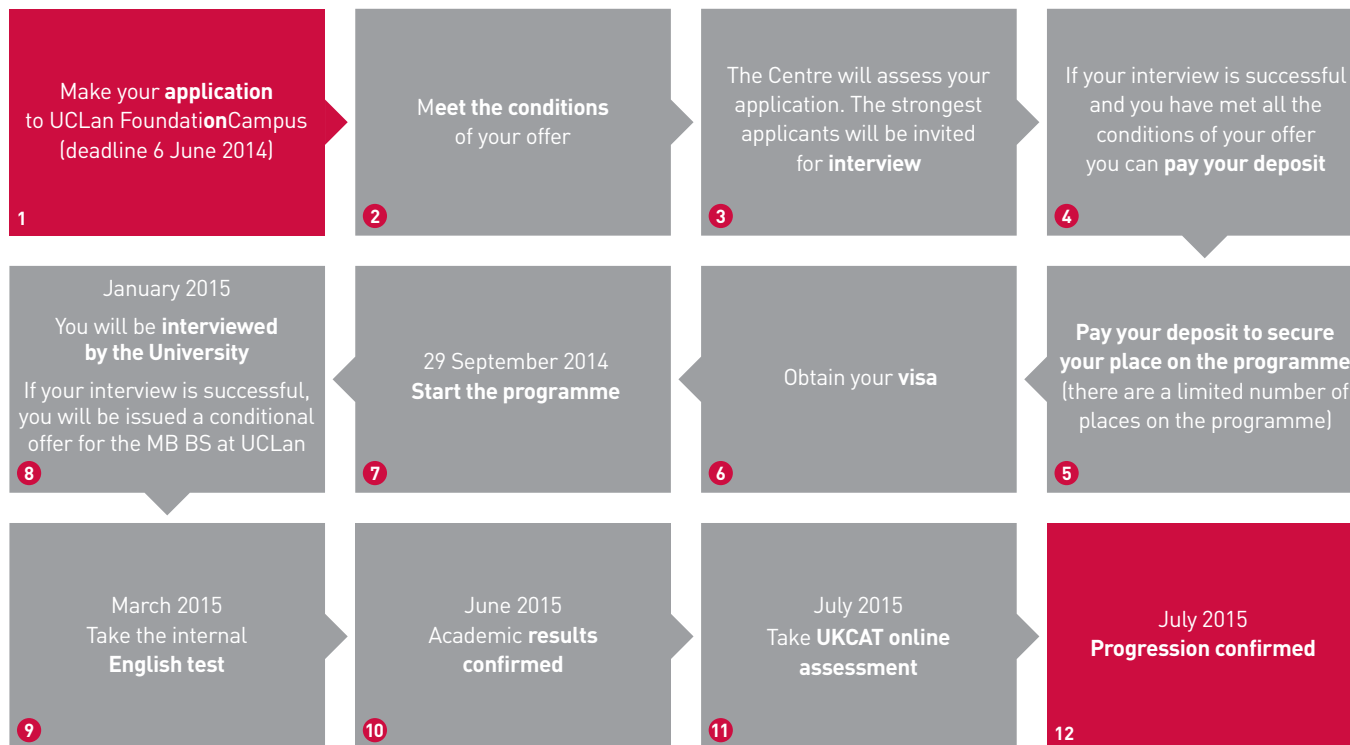 Make your application
to UCLan FoundationCampus
(deadline 6 June 2014)
1
Meet the conditions
of your offer
2
The Centre will assess your
application. The strongest
applicants will be invited
for interview
3
If your interview is successful
and you have met all the
conditions of your offer
you can pay your deposit
4
Pay your deposit to secure
your place on the programme
(there are a limited number of
places on the programme)
5
Obtain your visa
6
29 September 2014
Start the programme
7
January 2015
You will be interviewed
by the University
If your interview is successful,
you will be issued a conditional
offer for the MB BS at UCLan
8
March 2015
Take the internal
English test
9
June 2015
Academic results
confirmed
10
July 2015
Take UKCAT online
assessment
11
July 2015
Progression confirmed
12